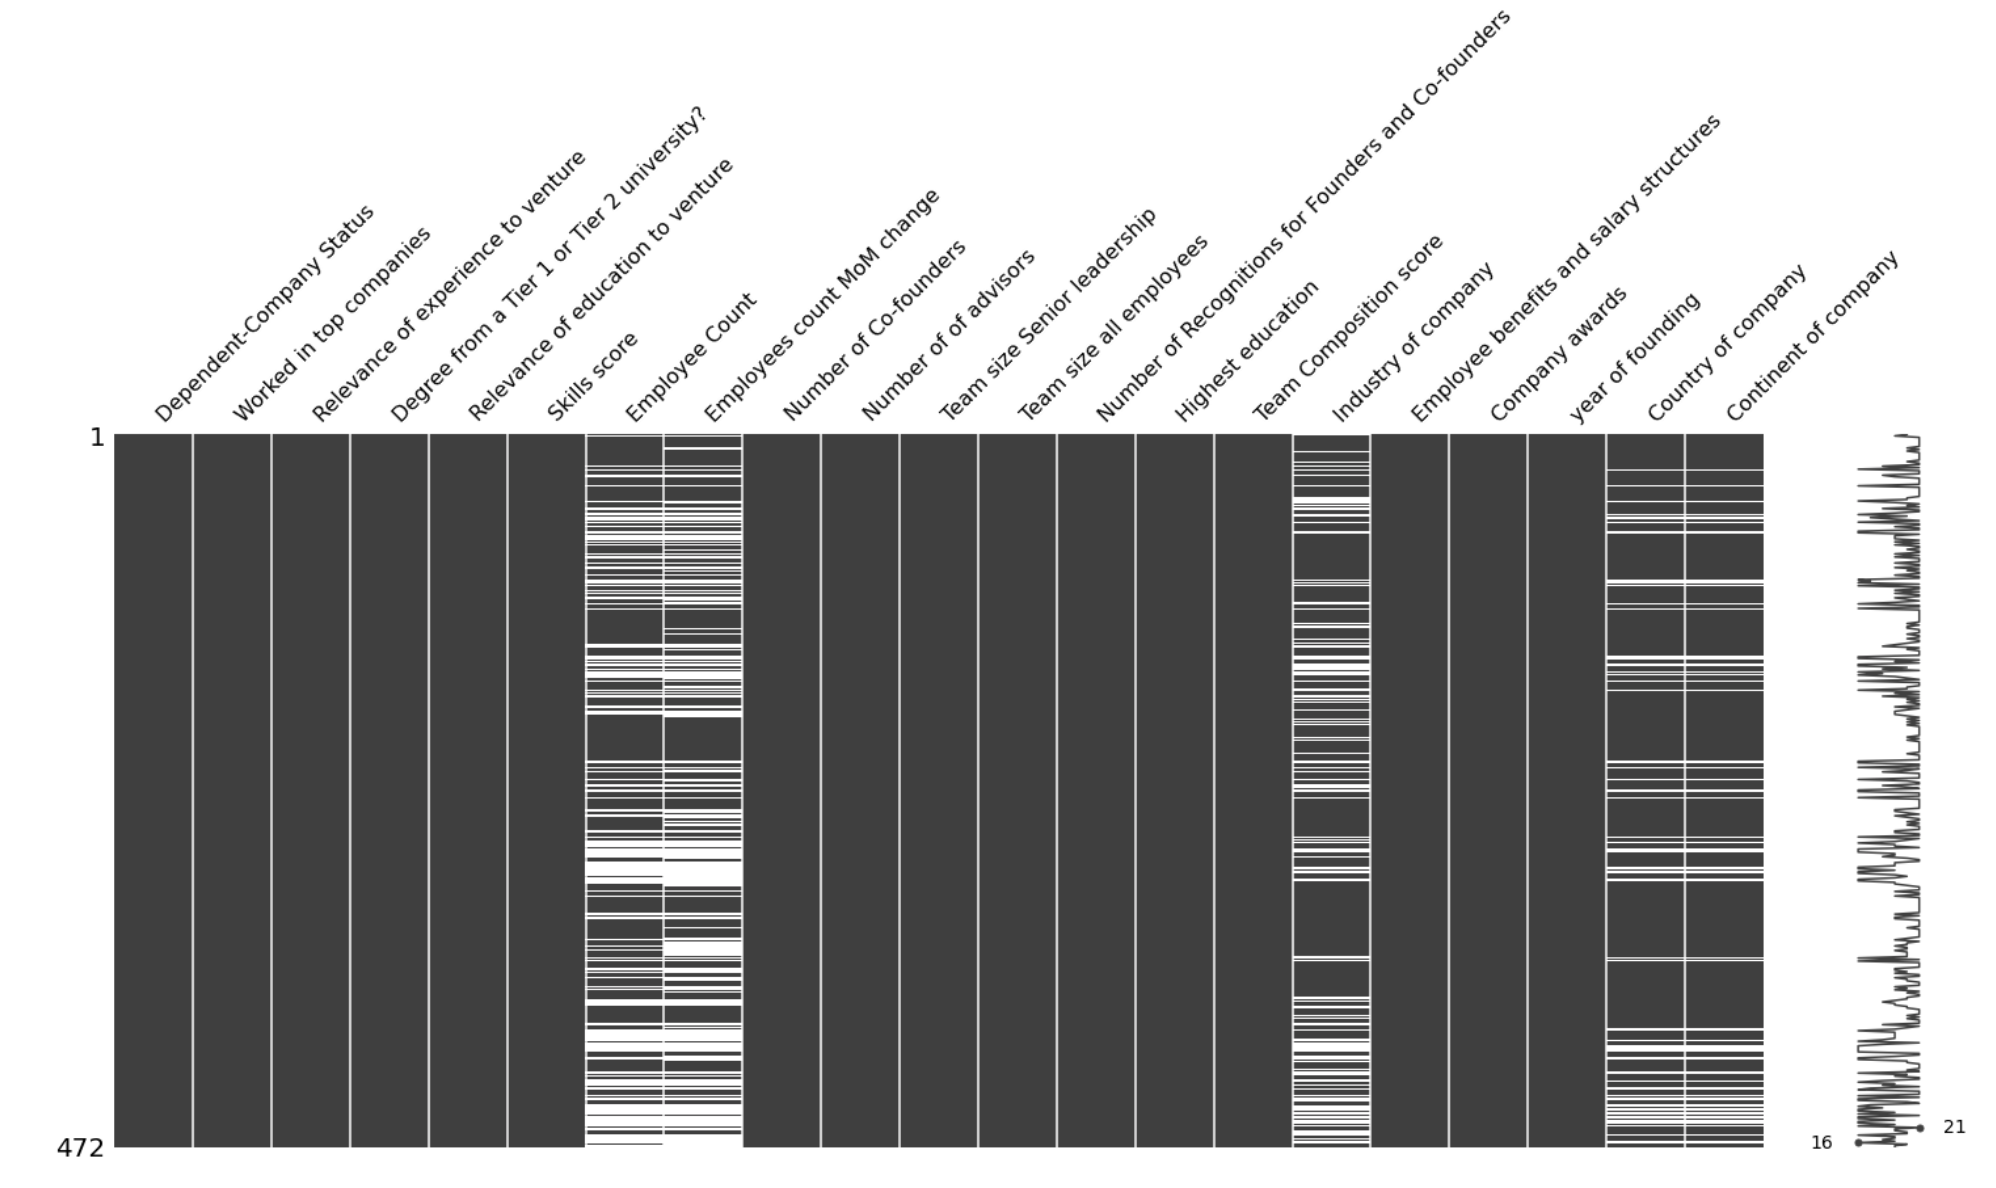 Dependent-Company Status
Worked in top companies
Relevance of experience to venture
Degree from a Tier 1 or Tier 2 university?
Relevance of education to venture
Skills score
Employee Count
Employees count MoM change
Number of Co-founders
Number of of advisors
Team size Senior leadership
Team size all employees
Number of Recognitions for Founders and Co-founders
Highest education
Team Composition score
Industry of company
Employee benefits and salary structures
Company awards
year of founding
Country of company
Continent of company
1
472
16
21